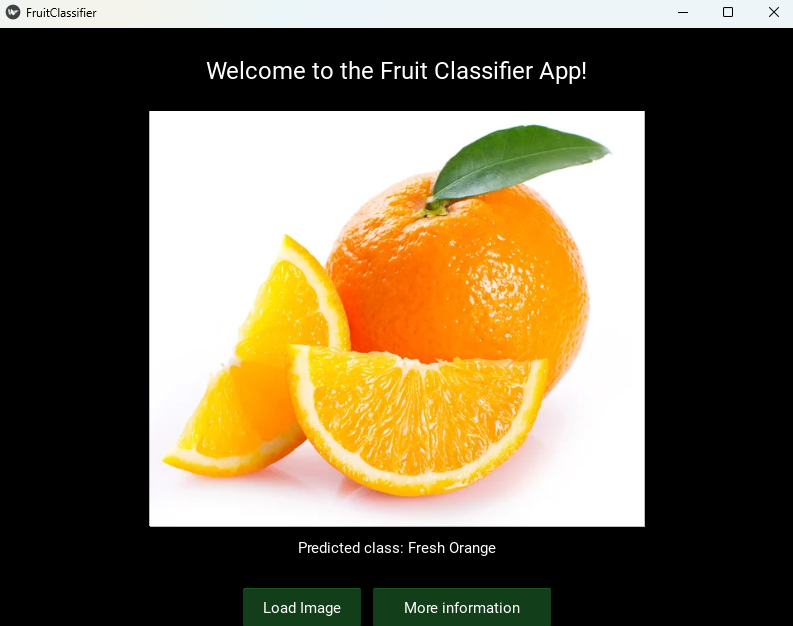 FruitClassifier
Welcome to the Fruit Classifier App!
Predicted class: Fresh Orange
Load Image
More information